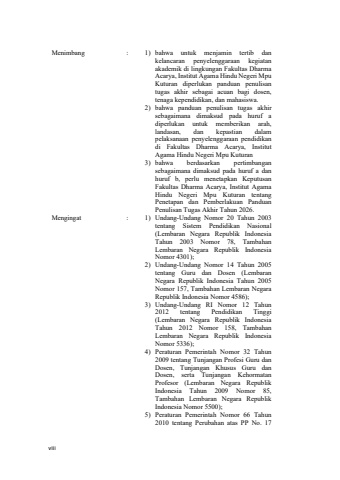 Menimbang : 1) bahwa untuk menjamin tertib dan
kelancaran penyelenggaraan kegiatan
akademik di lingkungan Fakultas Dharma
Acarya, Institut Agama Hindu Negeri Mpu
Kuturan diperlukan panduan penulisan
tugas akhir sebagai acuan bagi dosen,
tenaga kependidikan, dan mahasiswa.
2) bahwa panduan penulisan tugas akhir
sebagaimana dimaksud pada huruf a
diperlukan untuk memberikan arah,
landasan, dan kepastian dalam
pelaksanaan penyelenggaraan pendidikan
di Fakultas Dharma Acarya, Institut
Agama Hindu Negeri Mpu Kuturan
3) bahwa berdasarkan pertimbangan
sebagaimana dimaksud pada huruf a dan
huruf b, perlu menetapkan Keputusan
Fakultas Dharma Acarya, Institut Agama
Hindu Negeri Mpu Kuturan tentang
Penetapan dan Pemberlakuan Panduan
Penulisan Tugas Akhir Tahun 2026.
Mengingat : 1) Undang-Undang Nomor 20 Tahun 2003
tentang Sistem Pendidikan Nasional
(Lembaran Negara Republik Indonesia
Tahun 2003 Nomor 78, Tambahan
Lembaran Negara Republik Indonesia
Nomor 4301);
2) Undang-Undang Nomor 14 Tahun 2005
tentang Guru dan Dosen (Lembaran
Negara Republik Indonesia Tahun 2005
Nomor 157, Tambahan Lembaran Negara
Republik Indonesia Nomor 4586);
3) Undang-Undang RI Nomor 12 Tahun
2012 tentang Pendidikan Tinggi
(Lembaran Negara Republik Indonesia
Tahun 2012 Nomor 158, Tambahan
Lembaran Negara Republik Indonesia
Nomor 5336);
4) Peraturan Pemerintah Nomor 32 Tahun
2009 tentang Tunjangan Profesi Guru dan
Dosen, Tunjangan Khusus Guru dan
Dosen, serta Tunjangan Kehormatan
Profesor (Lembaran Negara Republik
Indonesia Tahun 2009 Nomor 85,
Tambahan Lembaran Negara Republik
Indonesia Nomor 5500);
5) Peraturan Pemerintah Nomor 66 Tahun
2010 tentang Perubahan atas PP No. 17
viii